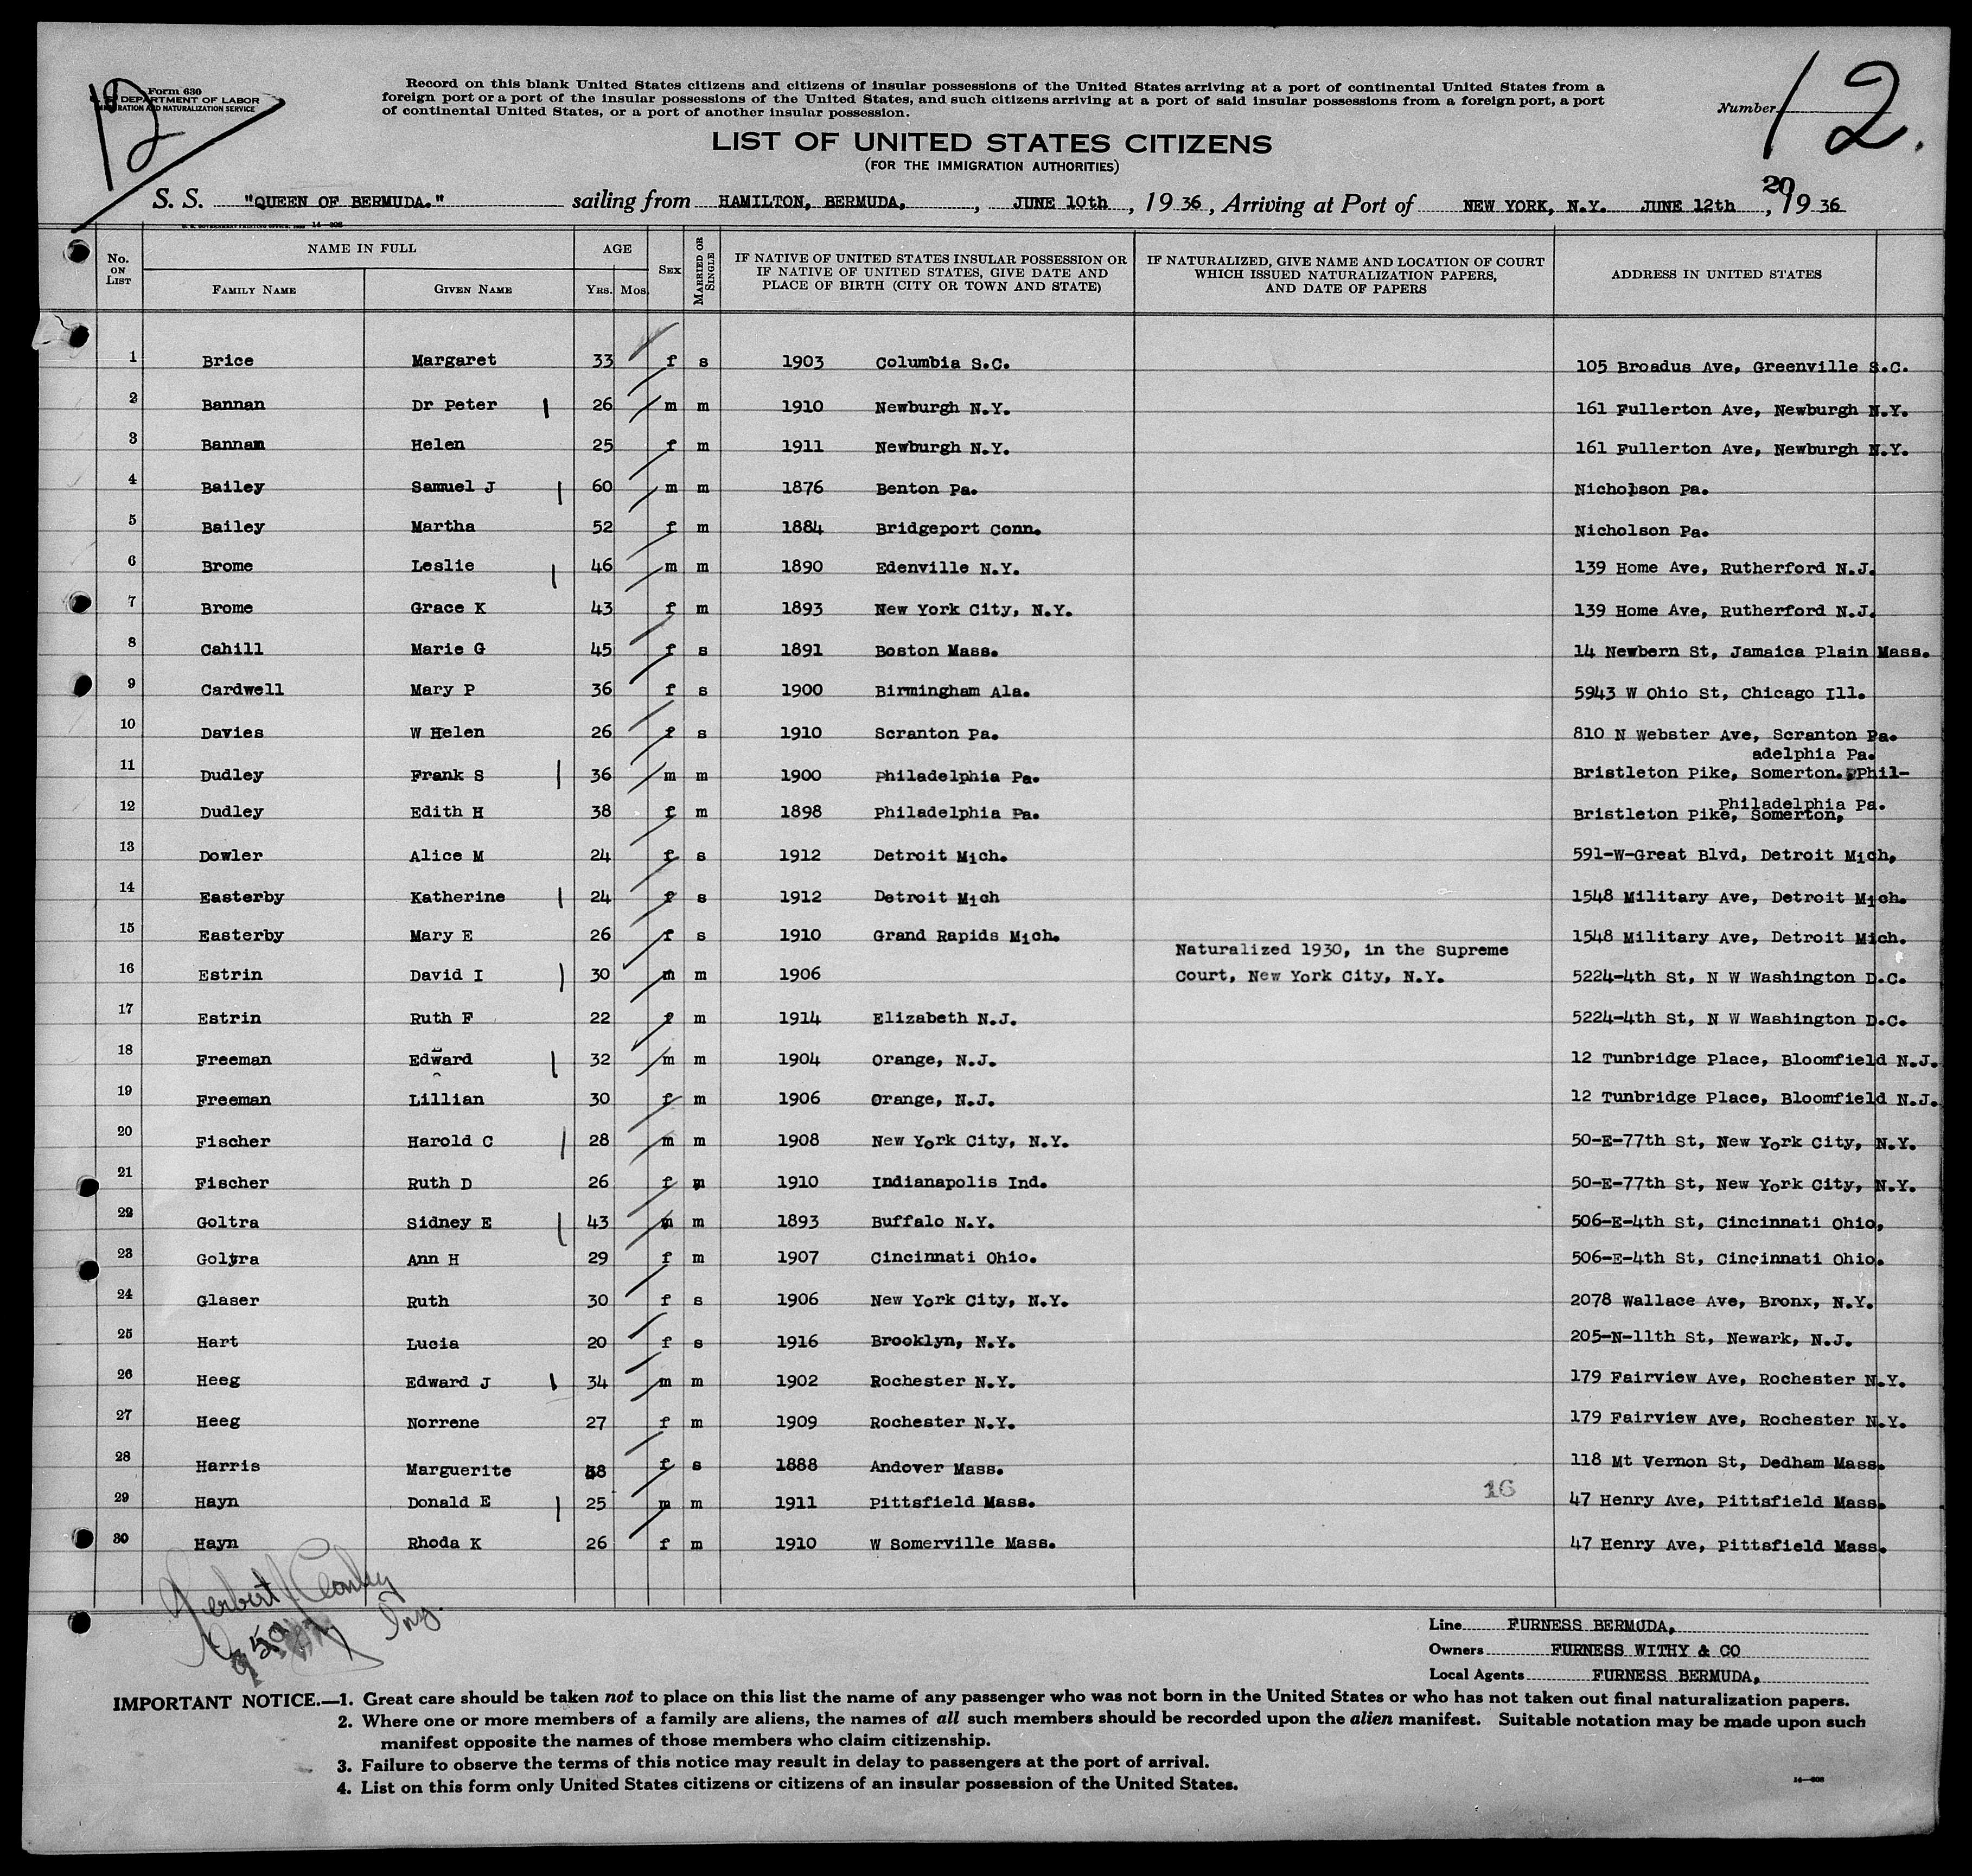 12
Form 630
U. S. DEPARTMENT OF LABOR
IMMIGRATION AND NATURALIZATION SERVICE
Record on this blank United States citizens and citizens of insular possessions of the United States arriving at a port of continental United States from a
foreign port or a port of the insular possessions of the United States, and such citizens arriving at a port of said insular possessions from a foreign port, a port
of continental United States, or a port of another insular possession.
Number 12.
LIST OF UNITED STATES CITIZENS
(FOR THE IMMIGRATION AUTHORITIES)
S. S. "QUEEN OF BERMUDA." sailing from HAMILTON, BERMUDA, , JUNE 10th , 19 36 , Arriving at Port of NEW YORK, N.Y. JUNE 12th , 19 36
20
No. ON LIST NAME IN FULL AGE SEX MARRIED OR SINGLE IF NATIVE OF UNITED STATES INSULAR POSSESSION OR IF NATIVE OF UNITED STATES, GIVE DATE AND PLACE OF BIRTH (CITY OR TOWN AND STATE) IF NATURALIZED, GIVE NAME AND LOCATION OF COURT WHICH ISSUED NATURALIZATION PAPERS, AND DATE OF PAPERS ADDRESS IN UNITED STATES
FAMILY NAME GIVEN NAME YRS. MOS.
1 Brice Margaret 33 f s 1903 Columbia S.C. 105 Broadus Ave, Greenville S.C.
2 Bannan Dr Peter 26 m m 1910 Newburgh N.Y. 161 Fullerton Ave, Newburgh N.Y.
3 Bannan Helen 25 f m 1911 Newburgh N.Y. 161 Fullerton Ave, Newburgh N.Y.
4 Bailey Samuel J 60 m m 1876 Benton Pa. Nicholson Pa.
5 Bailey Martha 52 f m 1884 Bridgeport Conn. Nicholson Pa.
6 Brome Leslie 46 m m 1890 Edenville N.Y. 139 Home Ave, Rutherford N.J.
7 Brome Grace K 43 f m 1893 New York City, N.Y. 139 Home Ave, Rutherford N.J.
8 Cahill Marie G 45 f s 1891 Boston Mass. 14 Newbern St, Jamaica Plain Mass.
9 Cardwell Mary P 36 f s 1900 Birmingham Ala. 5943 W Ohio St, Chicago Ill.
10 Davies W Helen 26 f s 1910 Scranton Pa. 810 N Webster Ave, Scranton Pa.
adelphia Pa.
11 Dudley Frank S 36 m m 1900 Philadelphia Pa. Bristleton Pike, Somerton. Phil-
Philadelphia Pa.
12 Dudley Edith H 38 f m 1898 Philadelphia Pa. Bristleton Pike, Somerton,
13 Dowler Alice M 24 f s 1912 Detroit Mich. 591-W-Great Blvd, Detroit Mich,
14 Easterby Katherine 24 f s 1912 Detroit Mich 1548 Military Ave, Detroit Mich.
15 Easterby Mary E 26 f s 1910 Grand Rapids Mich. 1548 Military Ave, Detroit Mich.
Naturalized 1930, in the Supreme
16 Estrin David I 30 m m 1906 Court, New York City, N.Y. 5224-4th St, N W Washington D.C.
17 Estrin Ruth F 22 f m 1914 Elizabeth N.J. 5224-4th St, N W Washington D.C.
18 Freeman Edward 32 m m 1904 Orange, N.J. 12 Tunbridge Place, Bloomfield N.J.
19 Freeman Lillian 30 f m 1906 Orange, N.J. 12 Tunbridge Place, Bloomfield N.J.
20 Fischer Harold C 28 m m 1908 New York City, N.Y. 50-E-77th St, New York City, N.Y.
21 Fischer Ruth D 26 f m 1910 Indianapolis Ind. 50-E-77th St, New York City, N.Y.
22 Goltra Sidney E 43 m m 1893 Buffalo N.Y. 506-E-4th St, Cincinnati Ohio,
23 Goltra Ann H 29 f m 1907 Cincinnati Ohio. 506-E-4th St, Cincinnati Ohio.
24 Glaser Ruth 30 f s 1906 New York City, N.Y. 2078 Wallace Ave, Bronx, N.Y.
25 Hart Lucia 20 f s 1916 Brooklyn, N.Y. 205-N-11th St, Newark, N.J.
26 Heeg Edward J 34 m m 1902 Rochester N.Y. 179 Fairview Ave, Rochester N.Y.
27 Heeg Norrene 27 f m 1909 Rochester N.Y. 179 Fairview Ave, Rochester N.Y.
28 Harris Marguerite 48 f s 1888 Andover Mass. 118 Mt Vernon St, Dedham Mass.
29 Hayn Donald E 25 m m 1911 Pittsfield Mass. 16 47 Henry Ave, Pittsfield Mass.
30 Hayn Rhoda K 26 f m 1910 W Somerville Mass. 47 Henry Ave, Pittsfield Mass.
Herbert
Line FURNESS BERMUDA,
Owners FURNESS WITHY & CO
Local Agents FURNESS BERMUDA,
IMPORTANT NOTICE.—1. Great care should be taken not to place on this list the name of any passenger who was not born in the United States or who has not taken out final naturalization papers.
2. Where one or more members of a family are aliens, the names of all such members should be recorded upon the alien manifest. Suitable notation may be made upon such
manifest opposite the names of those members who claim citizenship.
3. Failure to observe the terms of this notice may result in delay to passengers at the port of arrival.
4. List on this form only United States citizens or citizens of an insular possession of the United States.